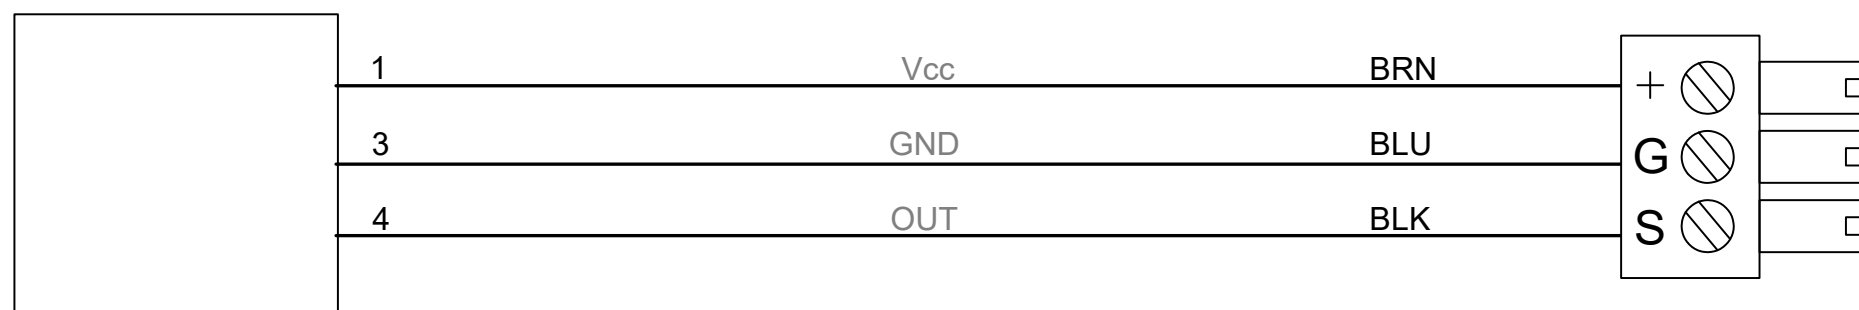 1 Vcc BRN +
3 GND BLU G
4 OUT BLK S